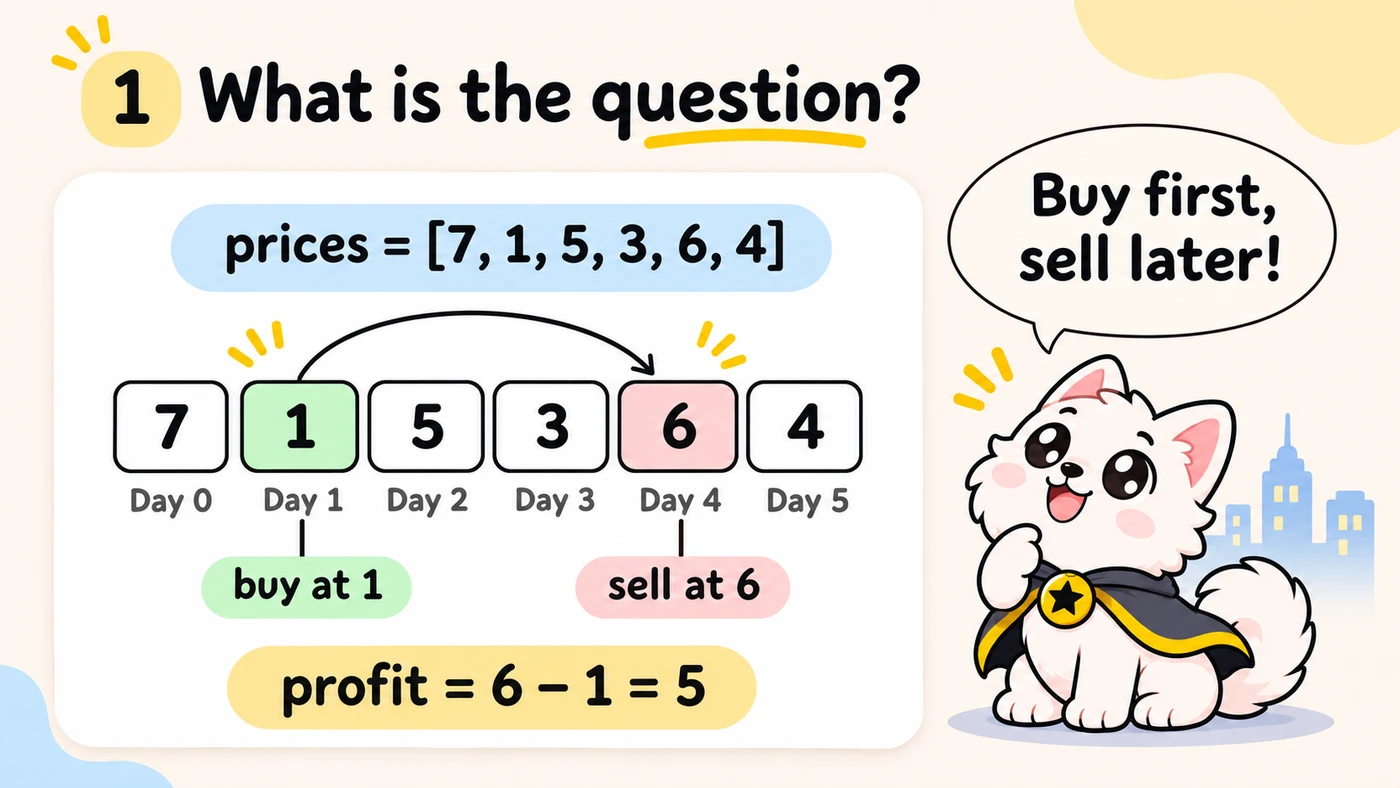 1 What is the question?
Buy first,
sell later!
prices = [7, 1, 5, 3, 6, 4]
7 1 5 3 6 4
Day 0 Day 1 Day 2 Day 3 Day 4 Day 5
buy at 1 sell at 6
profit = 6 – 1 = 5